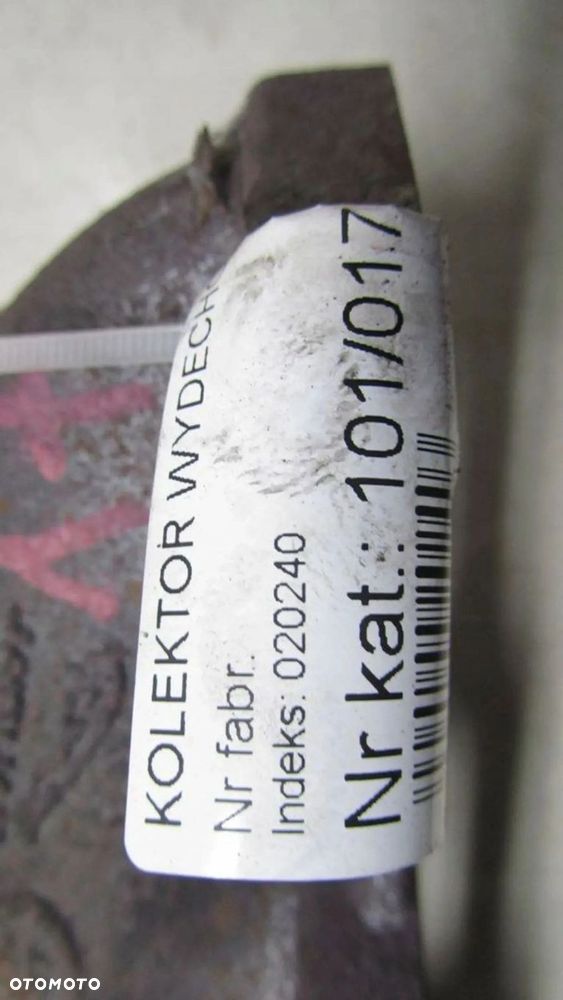 KOLEKTOR WYDECH
Nr fabr.
Indeks: 020240
Nr kat.: 101/017
OTOMOTO